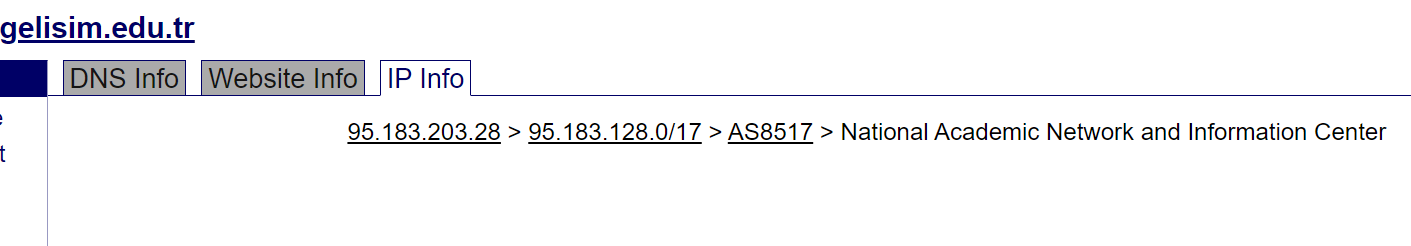 gelisim.edu.tr
DNS Info Website Info IP Info
95.183.203.28 > 95.183.128.0/17 > AS8517 > National Academic Network and Information Center
e
t